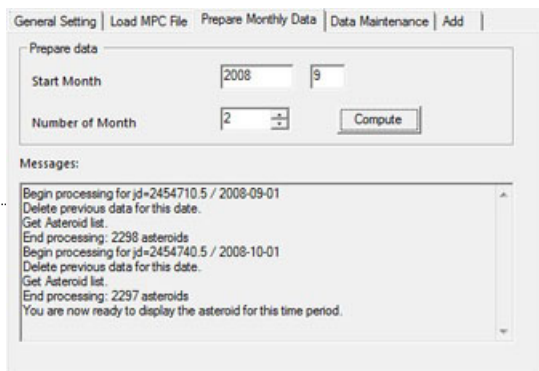 General Setting Load MPC File Prepare Monthly Data Data Maintenance Add
Prepare data
Start Month 2008 9
Number of Month 2 Compute
Messages:
Begin processing for jd=2454710.5 / 2008-09-01
Delete previous data for this date.
Get Asteroid list.
End processing: 2298 asteroids
Begin processing for jd=2454740.5 / 2008-10-01
Delete previous data for this date.
Get Asteroid list.
End processing: 2297 asteroids
You are now ready to display the asteroid for this time period.